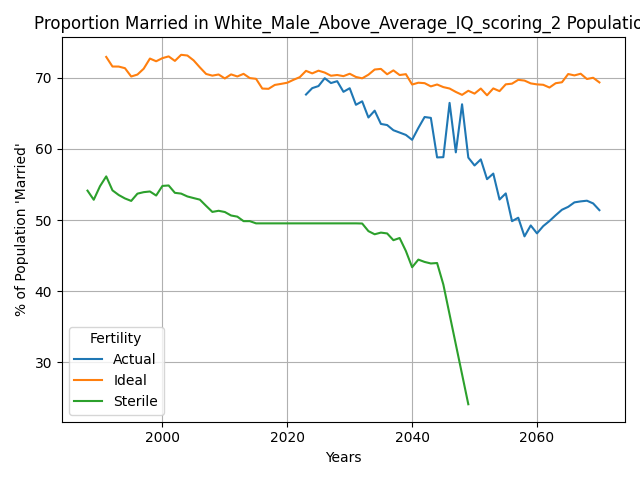 Proportion Married in White_Male_Above_Average_IQ_scoring_2 Populatio
% of Population 'Married'
70
60
50
40
30
Fertility
Actual
Ideal
Sterile
2000 2020 2040 2060
Years